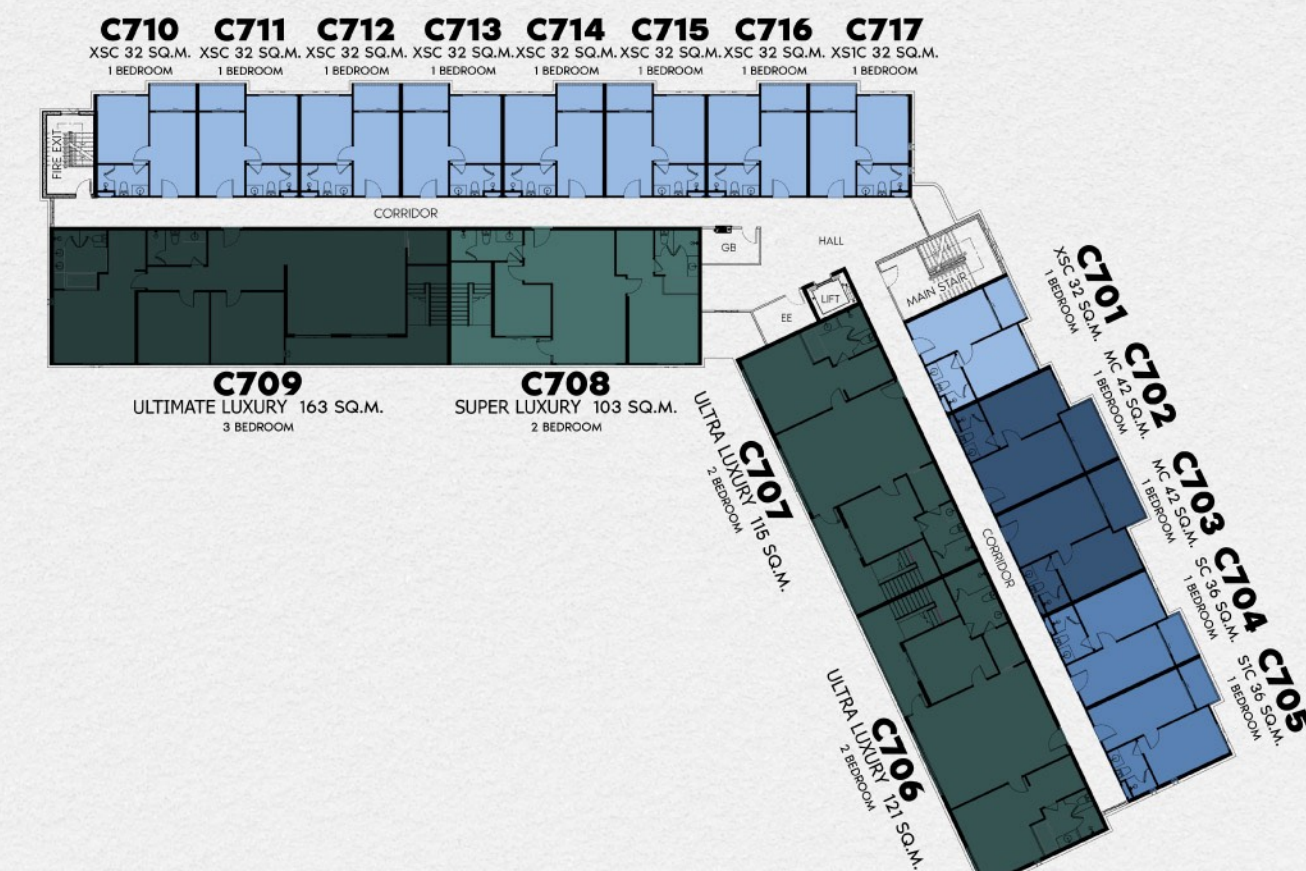 C710
XSC 32 SQ.M.
1 BEDROOM
C711
XSC 32 SQ.M.
1 BEDROOM
C712
XSC 32 SQ.M.
1 BEDROOM
C713
XSC 32 SQ.M.
1 BEDROOM
C714
XSC 32 SQ.M.
1 BEDROOM
C715
XSC 32 SQ.M.
1 BEDROOM
C716
XSC 32 SQ.M.
1 BEDROOM
C717
XS1C 32 SQ.M.
1 BEDROOM
FIRE EXIT
CORRIDOR
GB
HALL
MAIN STAIR
LIFT
EE
C701
XSC 32 SQ.M.
1 BEDROOM
C702
MC 42 SQ.M.
1 BEDROOM
C703
MC 42 SQ.M.
1 BEDROOM
C704
SC 36 SQ.M.
1 BEDROOM
C705
S1C 36 SQ.M.
1 BEDROOM
C709
ULTIMATE LUXURY 163 SQ.M.
3 BEDROOM
C708
SUPER LUXURY 103 SQ.M.
2 BEDROOM
C707
ULTRA LUXURY 115 SQ.M.
2 BEDROOM
CORRIDOR
C706
ULTRA LUXURY 121 SQ.M.
2 BEDROOM